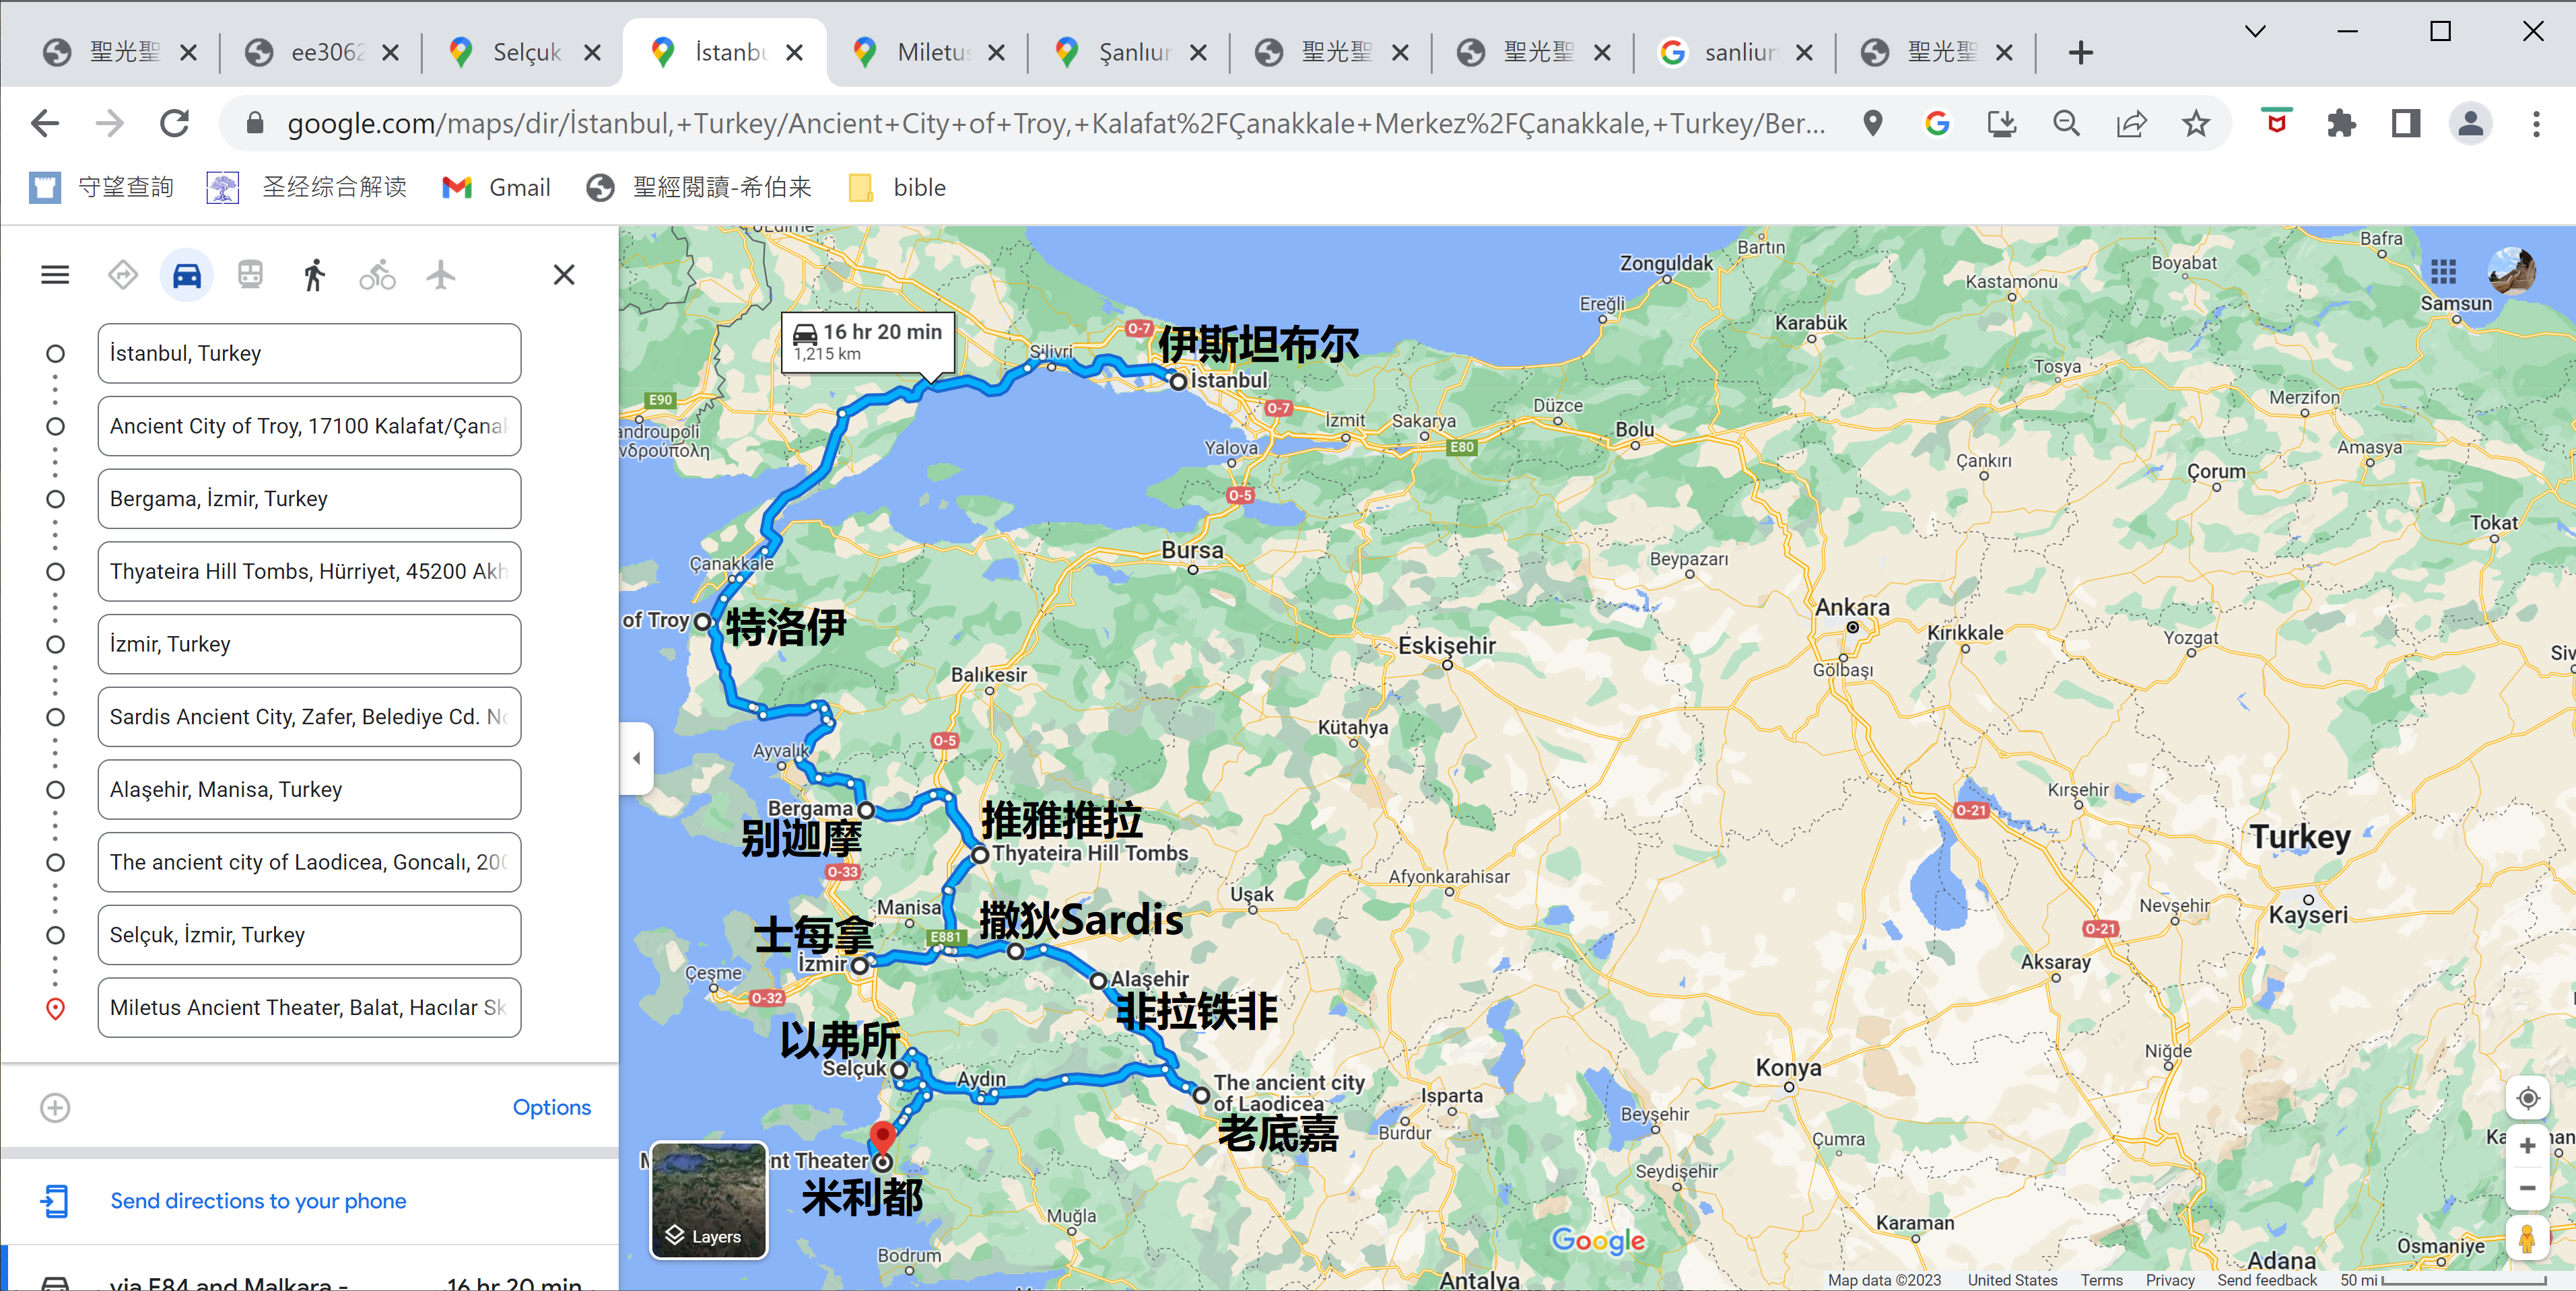 聖光聖
ee3062
Selçuk
İstanbu
Miletus
Şanlıur
聖光聖
聖光聖
sanliurf
聖光聖
google.com/maps/dir/İstanbul,+Turkey/Ancient+City+of+Troy,+Kalafat%2FÇanakkale+Merkez%2FÇanakkale,+Turkey/Ber...
守望查詢
圣经综合解读
Gmail
聖經閱讀-希伯来
bible
İstanbul, Turkey
Ancient City of Troy, 17100 Kalafat/Çanak
Bergama, İzmir, Turkey
Thyateira Hill Tombs, Hürriyet, 45200 Akh
İzmir, Turkey
Sardis Ancient City, Zafer, Belediye Cd. No
Alaşehir, Manisa, Turkey
The ancient city of Laodicea, Goncalı, 200
Selçuk, İzmir, Turkey
Miletus Ancient Theater, Balat, Hacılar Sk
Options
Send directions to your phone
via E84 and Malkara -
16 hr 20 min
Edirne
Bartın
Bafra
Zonguldak
Boyabat
Kastamonu
Ereğli
Samsun
Karabük
16 hr 20 min
1,215 km
O-7
伊斯坦布尔
Silivri
İstanbul
Tosya
E90
O-7
Düzce
Merzifon
androupoli
νδρούπολη
İzmit
Sakarya
Bolu
E80
Yalova
Amasya
Çankırı
Çorum
O-5
Tokat
Bursa
Çanakkale
Beypazarı
of Troy
特洛伊
Ankara
Kırıkkale
Eskişehir
Yozgat
Gölbaşı
Siv
Balıkesir
Kütahya
O-5
Ayvalık
Kırşehir
Bergama
别迦摩
推雅推拉
Thyateira Hill Tombs
O-21
Turkey
O-33
Afyonkarahisar
Uşak
Manisa
撒狄Sardis
Nevşehir
Kayseri
士每拿
E881
O-21
İzmir
Aksaray
Çeşme
Alaşehir
O-32
非拉铁非
以弗所
Selçuk
Niğde
Konya
Aydın
The ancient city
of Laodicea
老底嘉
Isparta
Burdur
Beyşehir
Çumra
nt Theater
米利都
Seydişehir
Layers
Muğla
Karaman
Bodrum
Google
Osmaniye
Adana
Antalya
Map data ©2023
United States
Terms
Privacy
Send feedback
50 mi